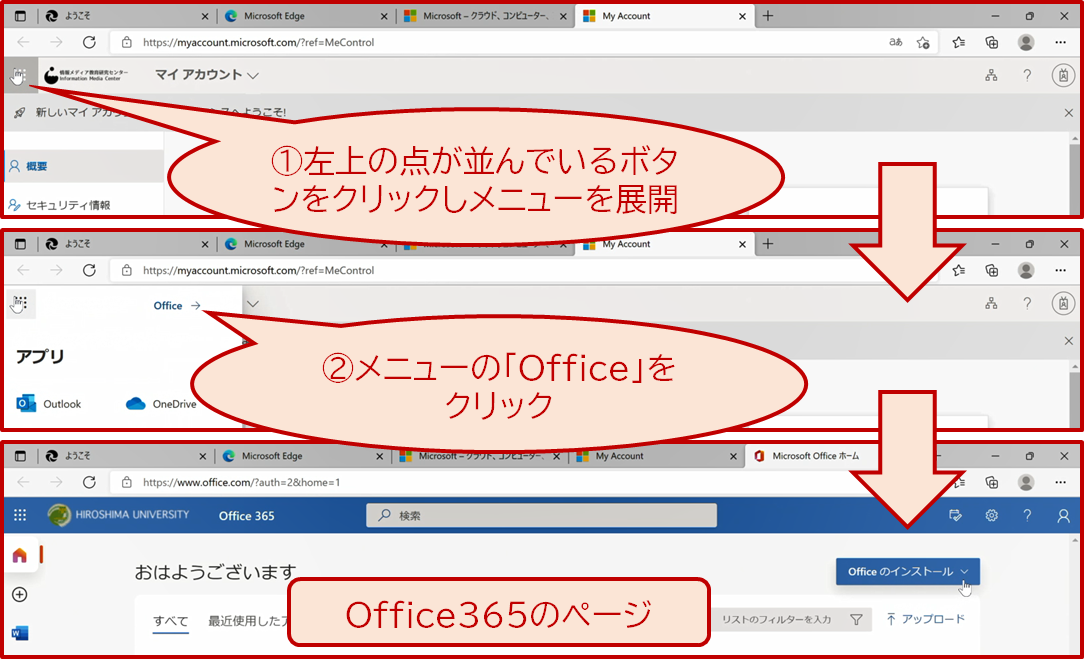 ようこそ
Microsoft Edge
Microsoft – クラウド、コンピューター、
My Account
https://myaccount.microsoft.com/?ref=MeControl
aあ
情報メディア教育研究センター
Information Media Center
マイ アカウント
?
新しいマイ アカウ
へようこそ!
①左上の点が並んでいるボタ
ンをクリックしメニューを展開
概要
セキュリティ情報
ようこそ
Microsoft Edge
My Account
https://myaccount.microsoft.com/?ref=MeControl
Office →
?
②メニューの「Office」を
クリック
アプリ
Outlook
OneDrive
ようこそ
Microsoft Edge
Microsoft – クラウド、コンピューター、
My Account
Microsoft Office ホーム
https://www.office.com/?auth=2&home=1
HIROSHIMA UNIVERSITY
Office 365
検索
?
おはようございます
Office のインストール
Office365のページ
すべて
最近使用した
リストのフィルターを入力
アップロード